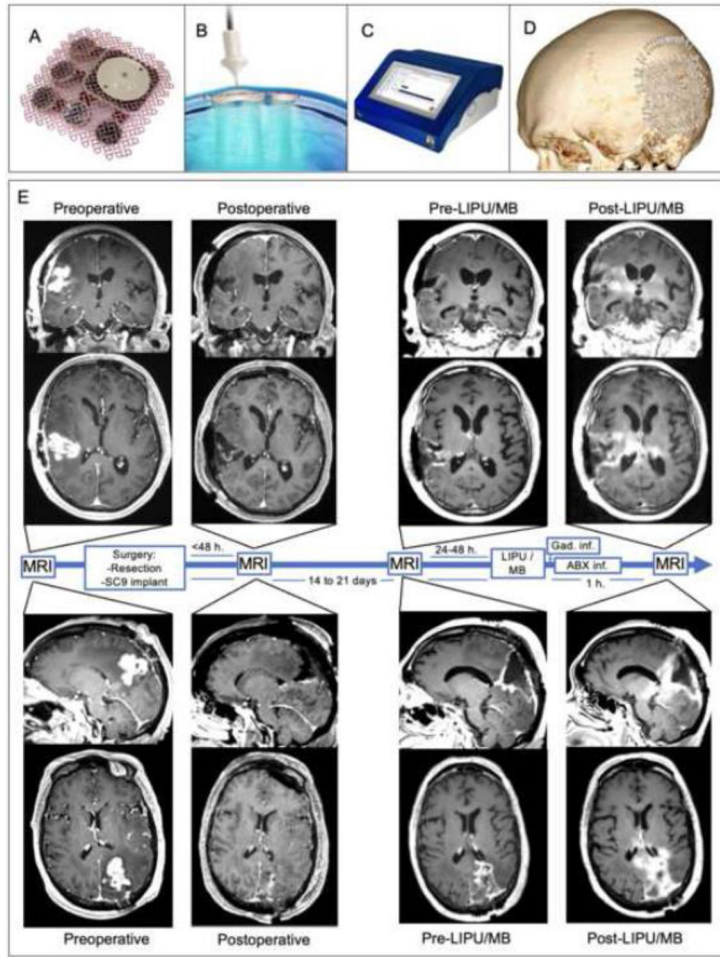 A
B
C
D
E
Preoperative
Postoperative
Pre-LIPU/MB
Post-LIPU/MB
MRI
Surgery:
-Resection
-SC9 implant
<48 h.
MRI
14 to 21 days
MRI
24-48 h.
LIPU /
MB
Gad. inf.
ABX inf.
1 h.
MRI
Preoperative
Postoperative
Pre-LIPU/MB
Post-LIPU/MB